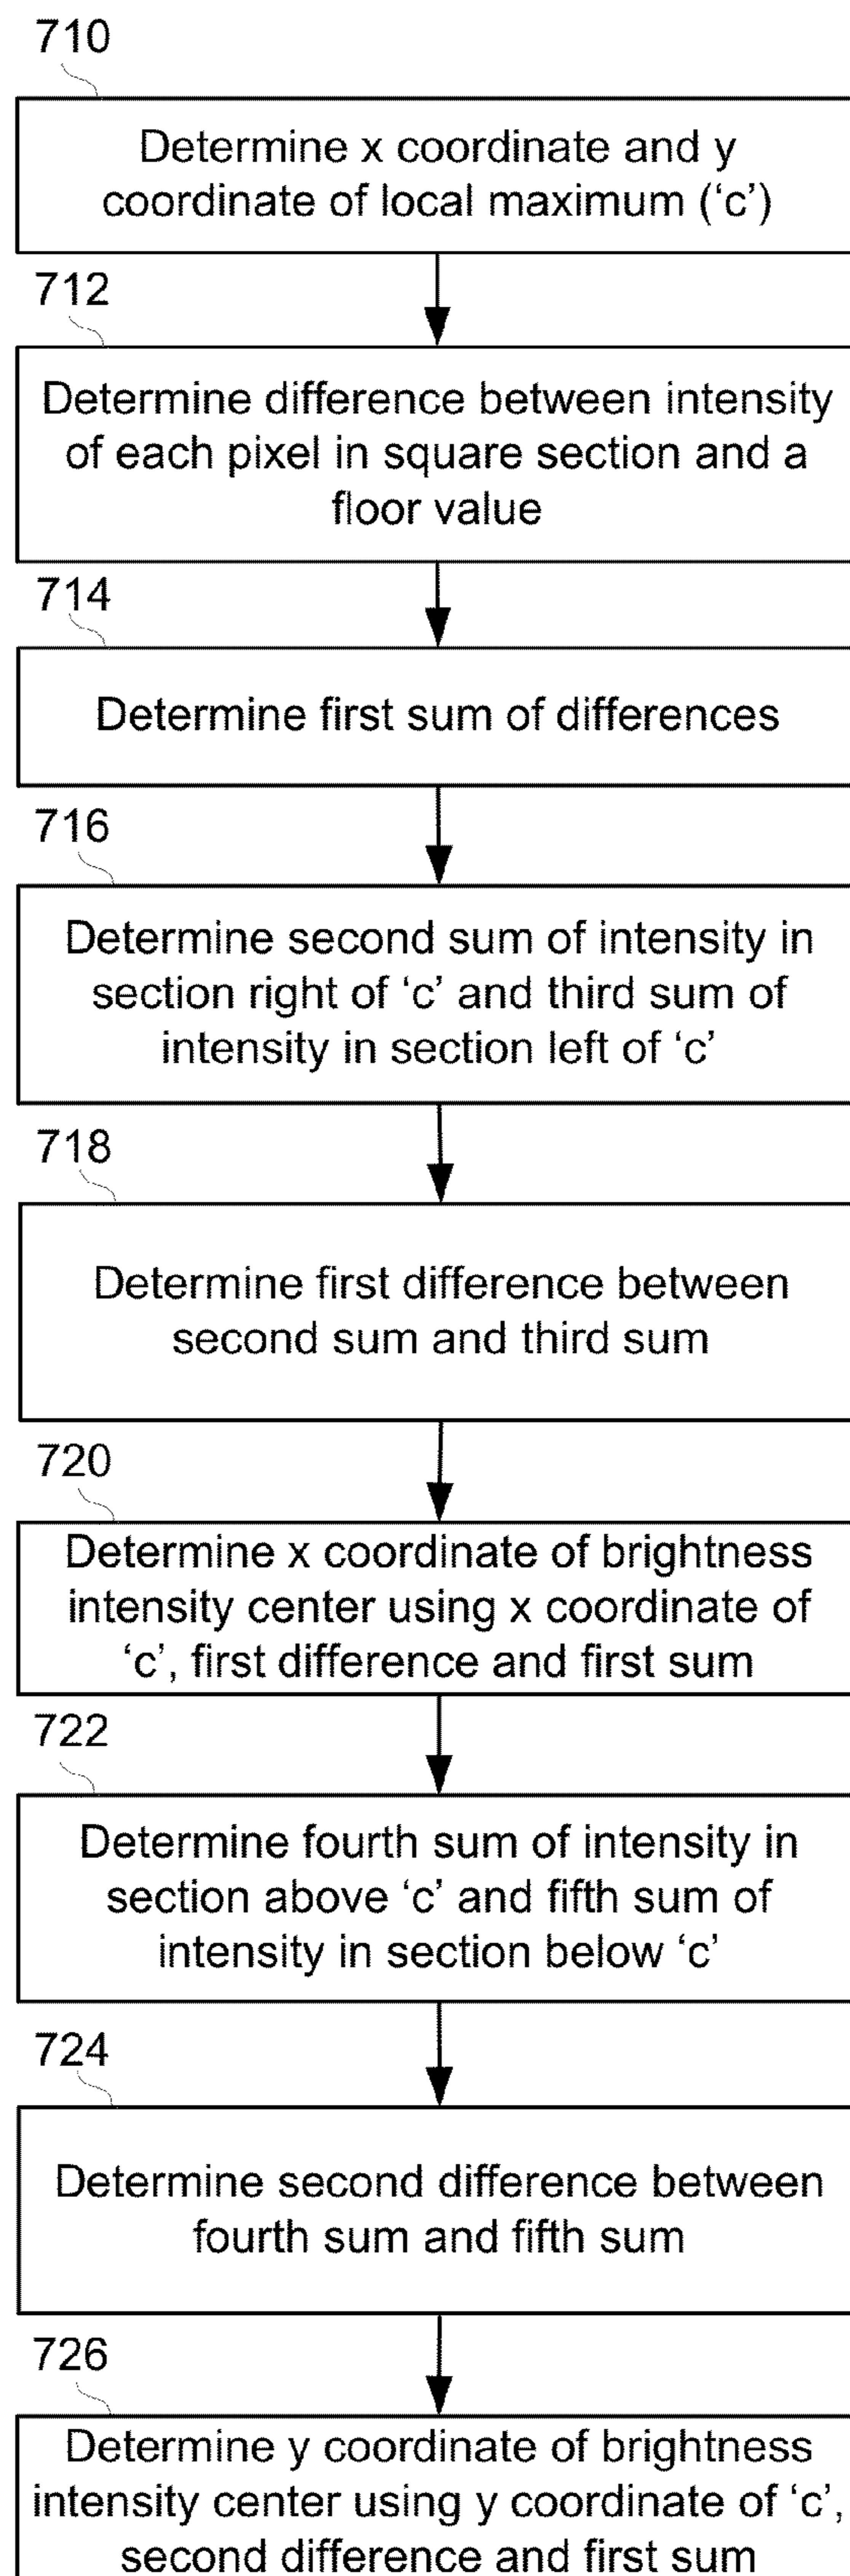 710
Determine x coordinate and y
coordinate of local maximum (‘c’)
712
Determine difference between intensity
of each pixel in square section and a
floor value
714
Determine first sum of differences
716
Determine second sum of intensity in
section right of ‘c’ and third sum of
intensity in section left of ‘c’
718
Determine first difference between
second sum and third sum
720
Determine x coordinate of brightness
intensity center using x coordinate of
‘c’, first difference and first sum
722
Determine fourth sum of intensity in
section above ‘c’ and fifth sum of
intensity in section below ‘c’
724
Determine second difference between
fourth sum and fifth sum
726
Determine y coordinate of brightness
intensity center using y coordinate of ‘c’,
second difference and first sum